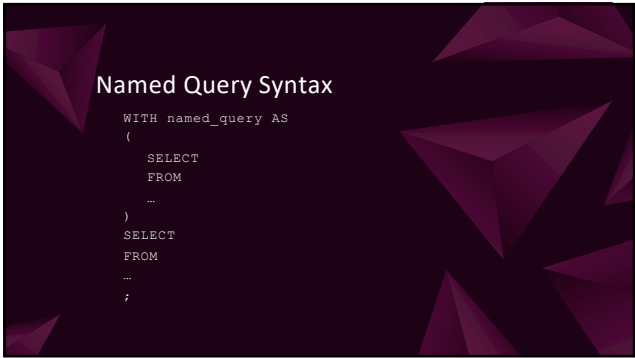 Named Query Syntax
WITH named_query AS
(
SELECT
FROM
…
)
SELECT
FROM
…
;